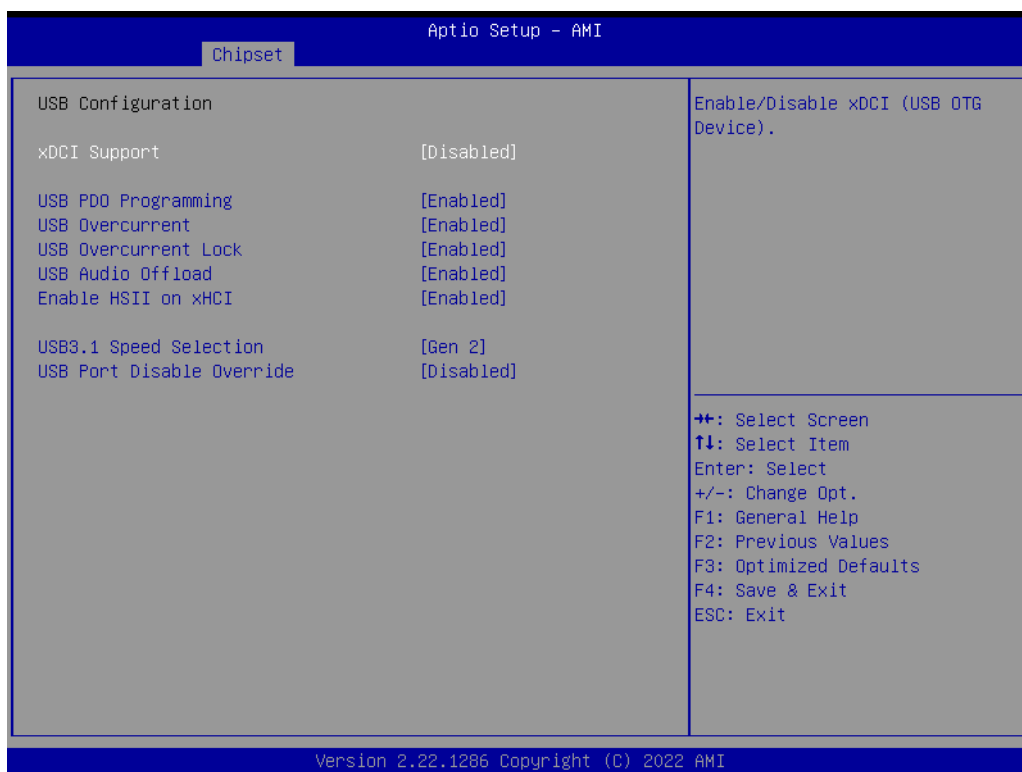 Aptio Setup – AMI
Chipset
USB Configuration
xDCI Support [Disabled]
USB PDO Programming [Enabled]
USB Overcurrent [Enabled]
USB Overcurrent Lock [Enabled]
USB Audio Offload [Enabled]
Enable HSII on xHCI [Enabled]
USB3.1 Speed Selection [Gen 2]
USB Port Disable Override [Disabled]
Enable/Disable xDCI (USB OTG
Device).
→←: Select Screen
↑↓: Select Item
Enter: Select
+/-: Change Opt.
F1: General Help
F2: Previous Values
F3: Optimized Defaults
F4: Save & Exit
ESC: Exit
Version 2.22.1286 Copyright (C) 2022 AMI